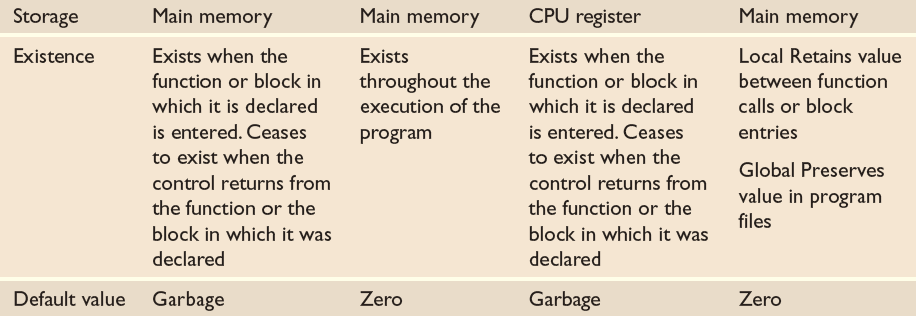 Storage
Main memory
Main memory
CPU register
Main memory
Existence
Exists when the
function or block in
which it is declared
is entered. Ceases
to exist when the
control returns from
the function or the
block in which it was
declared
Exists
throughout the
execution of the
program
Exists when the
function or block in
which it is declared
is entered. Ceases
to exist when the
control returns from
the function or the
block in which it was
declared
Local Retains value
between function
calls or block
entries
Global Preserves
value in program
files
Default value
Garbage
Zero
Garbage
Zero